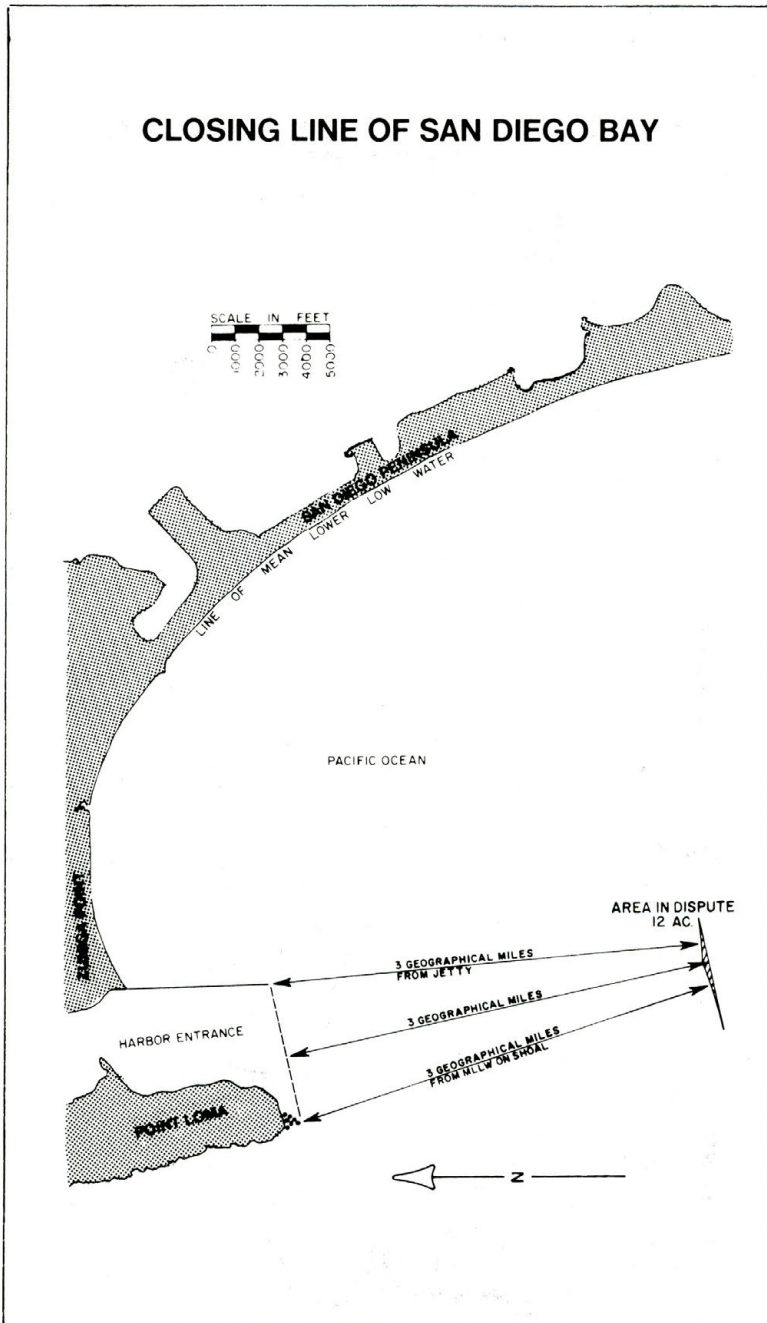 CLOSING LINE OF SAN DIEGO BAY
SCALE IN FEET
0
1000
2000
3000
4000
5000
SAN DIEGO PENINSULA
LINE OF MEAN LOWER LOW WATER
PACIFIC OCEAN
ZUNIGA POINT
AREA IN DISPUTE
12 AC.
3 GEOGRAPHICAL MILES
FROM JETTY
3 GEOGRAPHICAL MILES
HARBOR ENTRANCE
3 GEOGRAPHICAL MILES
FROM MLLW ON SHOAL
POINT LOMA
N